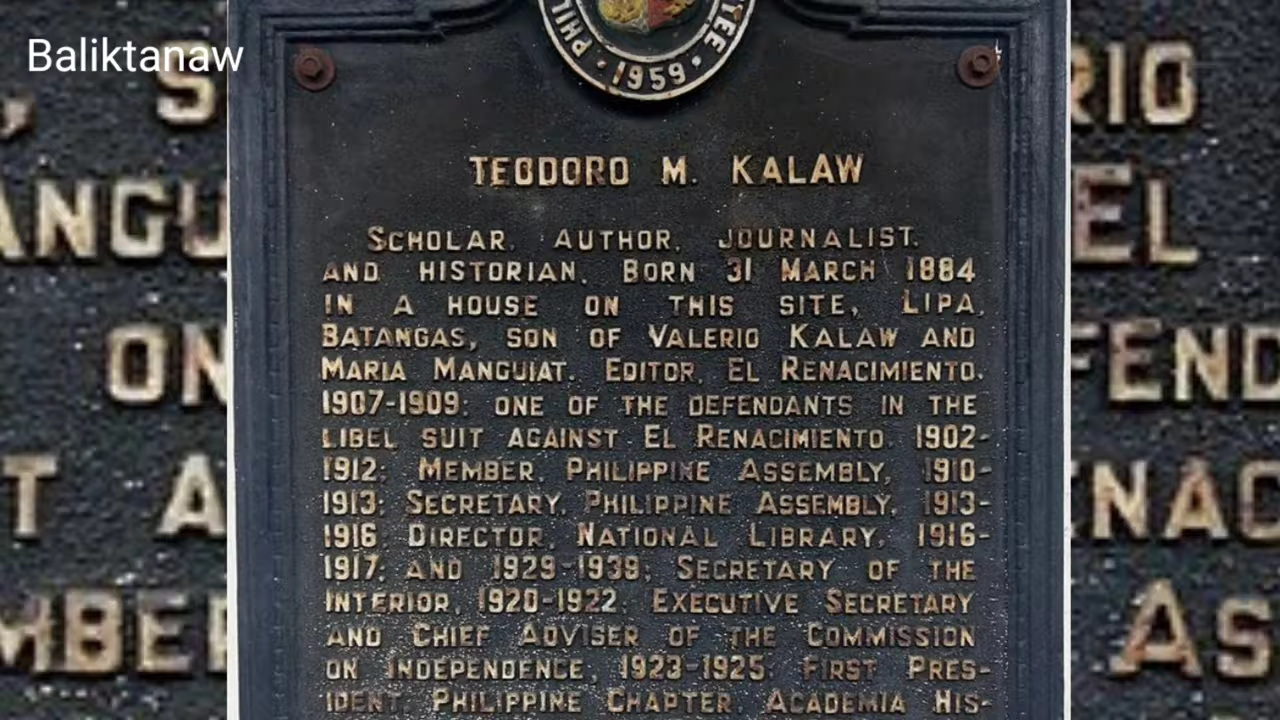 Baliktanaw
PHIL TEE
• 1959 •
TEODORO M. KALAW
SCHOLAR, AUTHOR, JOURNALIST,
AND HISTORIAN. BORN 31 MARCH 1884
IN A HOUSE ON THIS SITE, LIPA,
BATANGAS, SON OF VALERIO KALAW AND
MARIA MANGUIAT. EDITOR, EL RENACIMIENTO,
1907-1909; ONE OF THE DEFENDANTS IN THE
LIBEL SUIT AGAINST EL RENACIMIENTO 1902-
1912; MEMBER, PHILIPPINE ASSEMBLY, 1910-
1913; SECRETARY, PHILIPPINE ASSEMBLY, 1913-
1916 DIRECTOR, NATIONAL LIBRARY, 1916-
1917; AND 1929-1939; SECRETARY OF THE
INTERIOR, 1920-1922; EXECUTIVE SECRETARY
AND CHIEF ADVISER OF THE COMMISSION
ON INDEPENDENCE, 1923-1925; FIRST PRES-
IDENT, PHILIPPINE CHAPTER, ACADEMIA HIS-